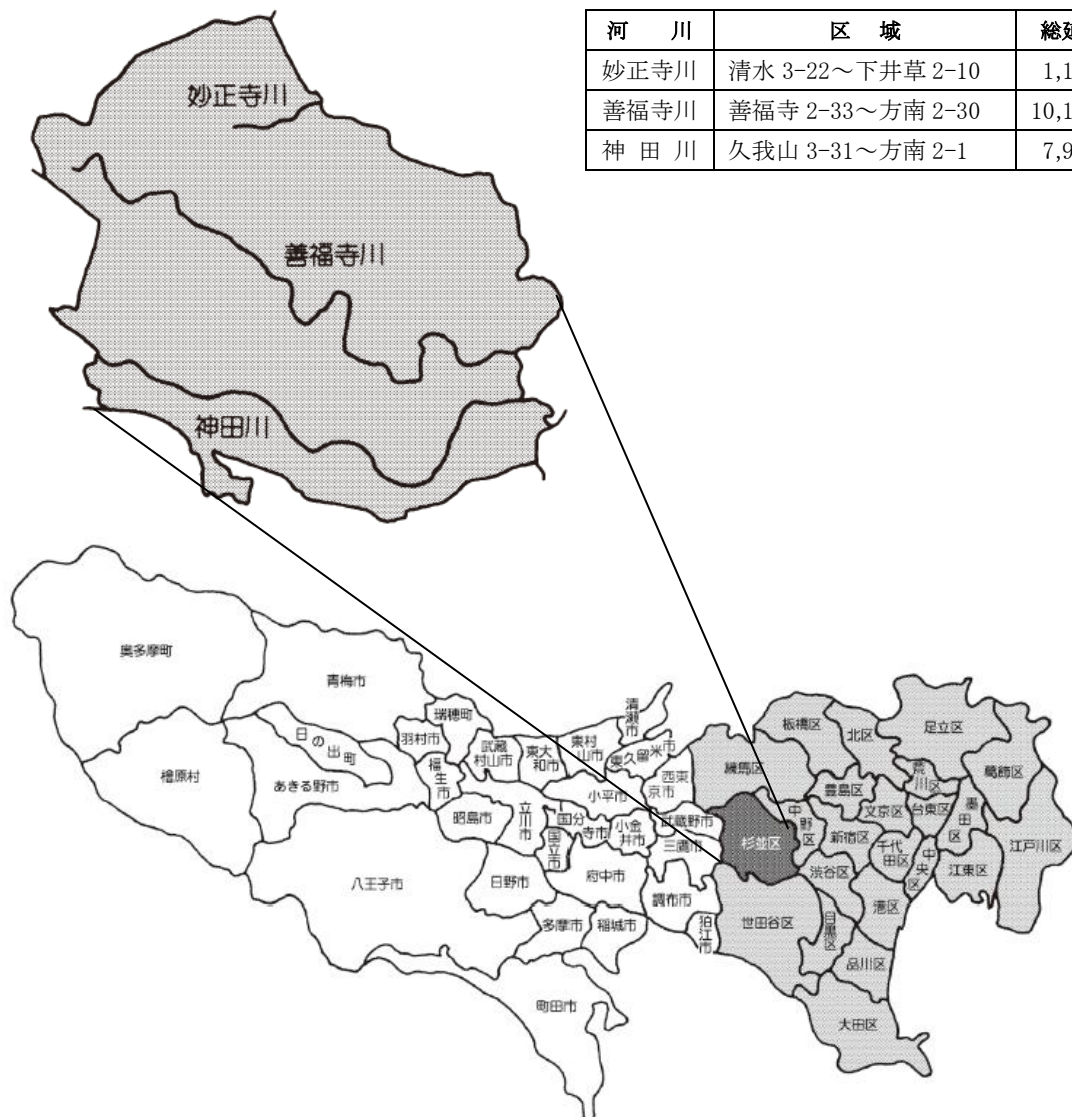 河 川 区 域 総延
妙正寺川 清水 3-22～下井草 2-10 1,1
善福寺川 善福寺 2-33～方南 2-30 10,1
神 田 川 久我山 3-31～方南 2-1 7,9
妙正寺川
善福寺川
神田川
奥多摩町
青梅市
瑞穂町
羽村市
日の出町
檜原村
あきる野市
福生市
武蔵村山市
東大和市
東村山市
清瀬市
東久留米市
西東京市
小平市
昭島市
立川市
国分寺市
国立市
小金井市
武蔵野市
三鷹市
八王子市
日野市
府中市
調布市
狛江市
多摩市
稲城市
町田市
練馬区
板橋区
北区
足立区
葛飾区
荒川区
豊島区
文京区
台東区
墨田区
江戸川区
杉並区
中野区
新宿区
千代田区
中央区
江東区
渋谷区
港区
世田谷区
目黒区
品川区
大田区